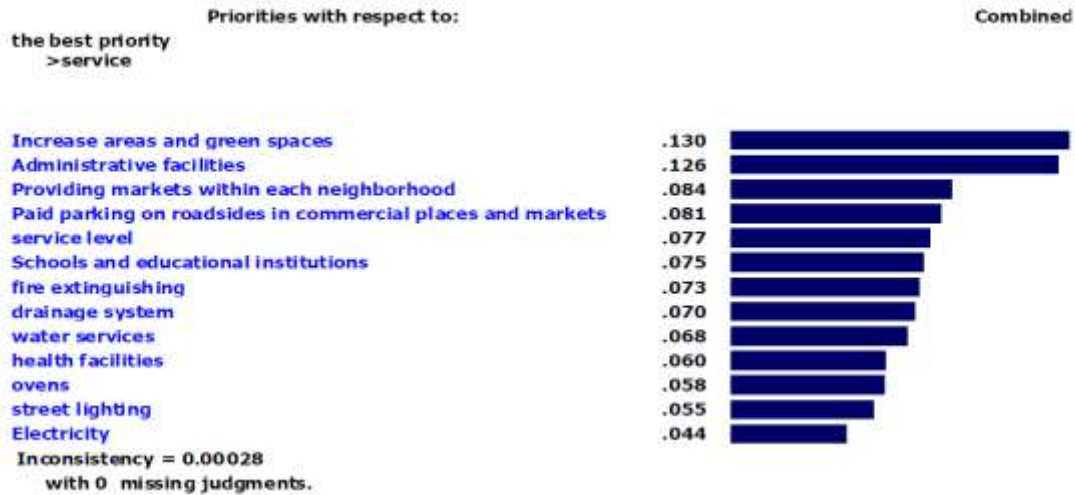 Priorities with respect to: Combined
the best priority
>service
Increase areas and green spaces .130
Administrative facilities .126
Providing markets within each neighborhood .084
Paid parking on roadsides in commercial places and markets .081
service level .077
Schools and educational institutions .075
fire extinguishing .073
drainage system .070
water services .068
health facilities .060
ovens .058
street lighting .055
Electricity .044
Inconsistency = 0.00028
with 0 missing judgments.